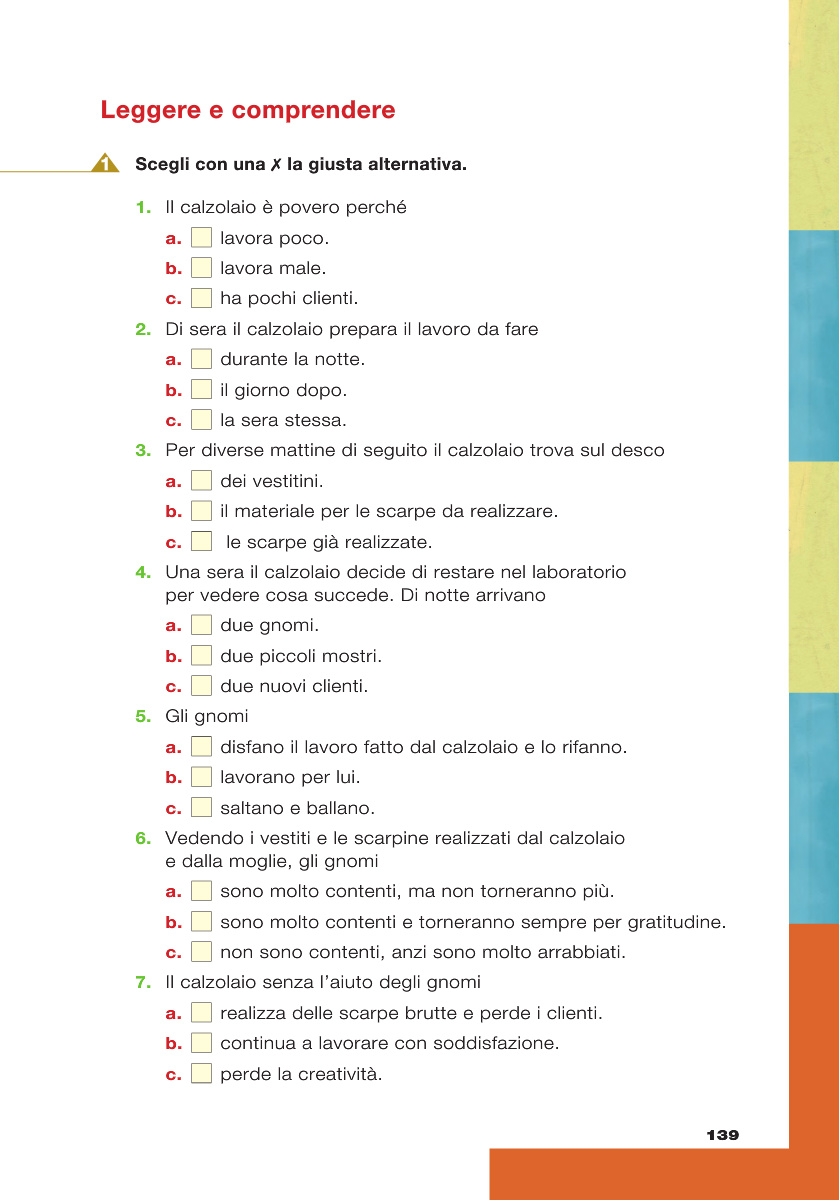 Leggere e comprendere
1 Scegli con una ✗ la giusta alternativa.
1. Il calzolaio è povero perché
a. lavora poco.
b. lavora male.
c. ha pochi clienti.
2. Di sera il calzolaio prepara il lavoro da fare
a. durante la notte.
b. il giorno dopo.
c. la sera stessa.
3. Per diverse mattine di seguito il calzolaio trova sul desco
a. dei vestitini.
b. il materiale per le scarpe da realizzare.
c. le scarpe già realizzate.
4. Una sera il calzolaio decide di restare nel laboratorio
per vedere cosa succede. Di notte arrivano
a. due gnomi.
b. due piccoli mostri.
c. due nuovi clienti.
5. Gli gnomi
a. disfano il lavoro fatto dal calzolaio e lo rifanno.
b. lavorano per lui.
c. saltano e ballano.
6. Vedendo i vestiti e le scarpine realizzati dal calzolaio
e dalla moglie, gli gnomi
a. sono molto contenti, ma non torneranno più.
b. sono molto contenti e torneranno sempre per gratitudine.
c. non sono contenti, anzi sono molto arrabbiati.
7. Il calzolaio senza l'aiuto degli gnomi
a. realizza delle scarpe brutte e perde i clienti.
b. continua a lavorare con soddisfazione.
c. perde la creatività.
139